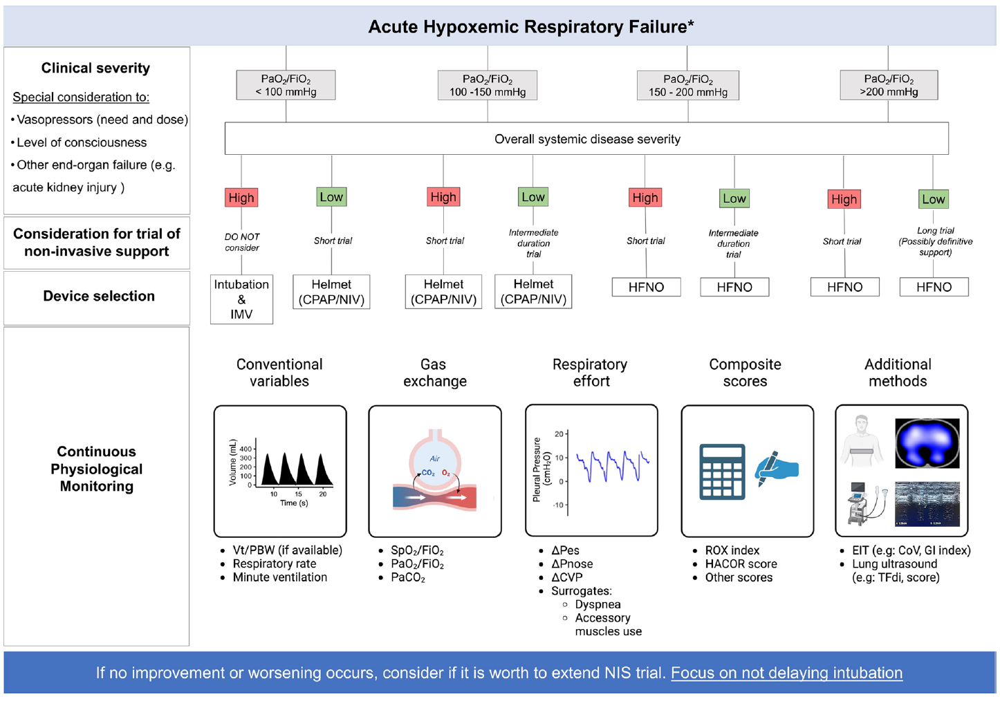 Acute Hypoxemic Respiratory Failure*
Clinical severity
Special consideration to:
• Vasopressors (need and dose)
• Level of consciousness
• Other end-organ failure (e.g.
acute kidney injury )
PaO₂/FiO₂
< 100 mmHg
PaO₂/FiO₂
100 -150 mmHg
PaO₂/FiO₂
150 - 200 mmHg
PaO₂/FiO₂
>200 mmHg
Overall systemic disease severity
High
Low
High
Low
High
Low
High
Low
Consideration for trial of
non-invasive support
DO NOT
consider
Short trial
Short trial
Intermediate
duration
trial
Short trial
Intermediate
duration
trial
Short trial
Long trial
(Possibly definitive
support)
Device selection
Intubation
&
IMV
Helmet
(CPAP/NIV)
Helmet
(CPAP/NIV)
Helmet
(CPAP/NIV)
HFNO
HFNO
HFNO
HFNO
Continuous
Physiological
Monitoring
Conventional
variables
Volume (mL)
400
300
200
100
0
10 15 20
Time (s)
• Vt/PBW (if available)
• Respiratory rate
• Minute ventilation
Gas
exchange
Air
CO₂ O₂
• SpO₂/FiO₂
• PaO₂/FiO₂
• PaCO₂
Respiratory
effort
Pleural Pressure
(cmH₂O)
20
10
0
-10
• ΔPes
• ΔPnose
• ΔCVP
• Surrogates:
○ Dyspnea
○ Accessory
muscles use
Composite
scores
• ROX index
• HACOR score
• Other scores
Additional
methods
• EIT (e.g: CoV, GI index)
• Lung ultrasound
(e.g: TFdi, score)
If no improvement or worsening occurs, consider if it is worth to extend NIS trial. Focus on not delaying intubation